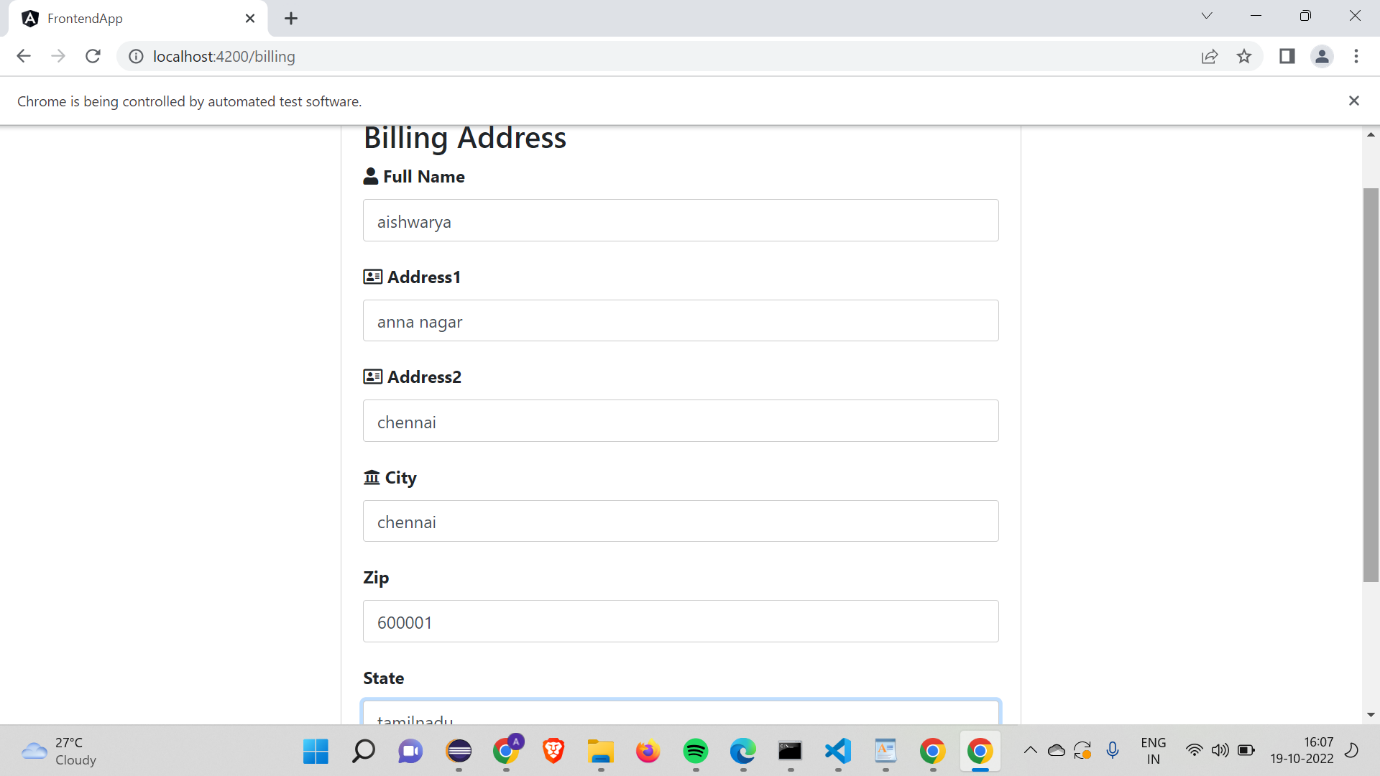 FrontendApp
localhost:4200/billing
Chrome is being controlled by automated test software.
Billing Address
Full Name
aishwarya
Address1
anna nagar
Address2
chennai
City
chennai
Zip
600001
State
tamilnadu
27°C
Cloudy
A
ENG
IN
16:07
19-10-2022